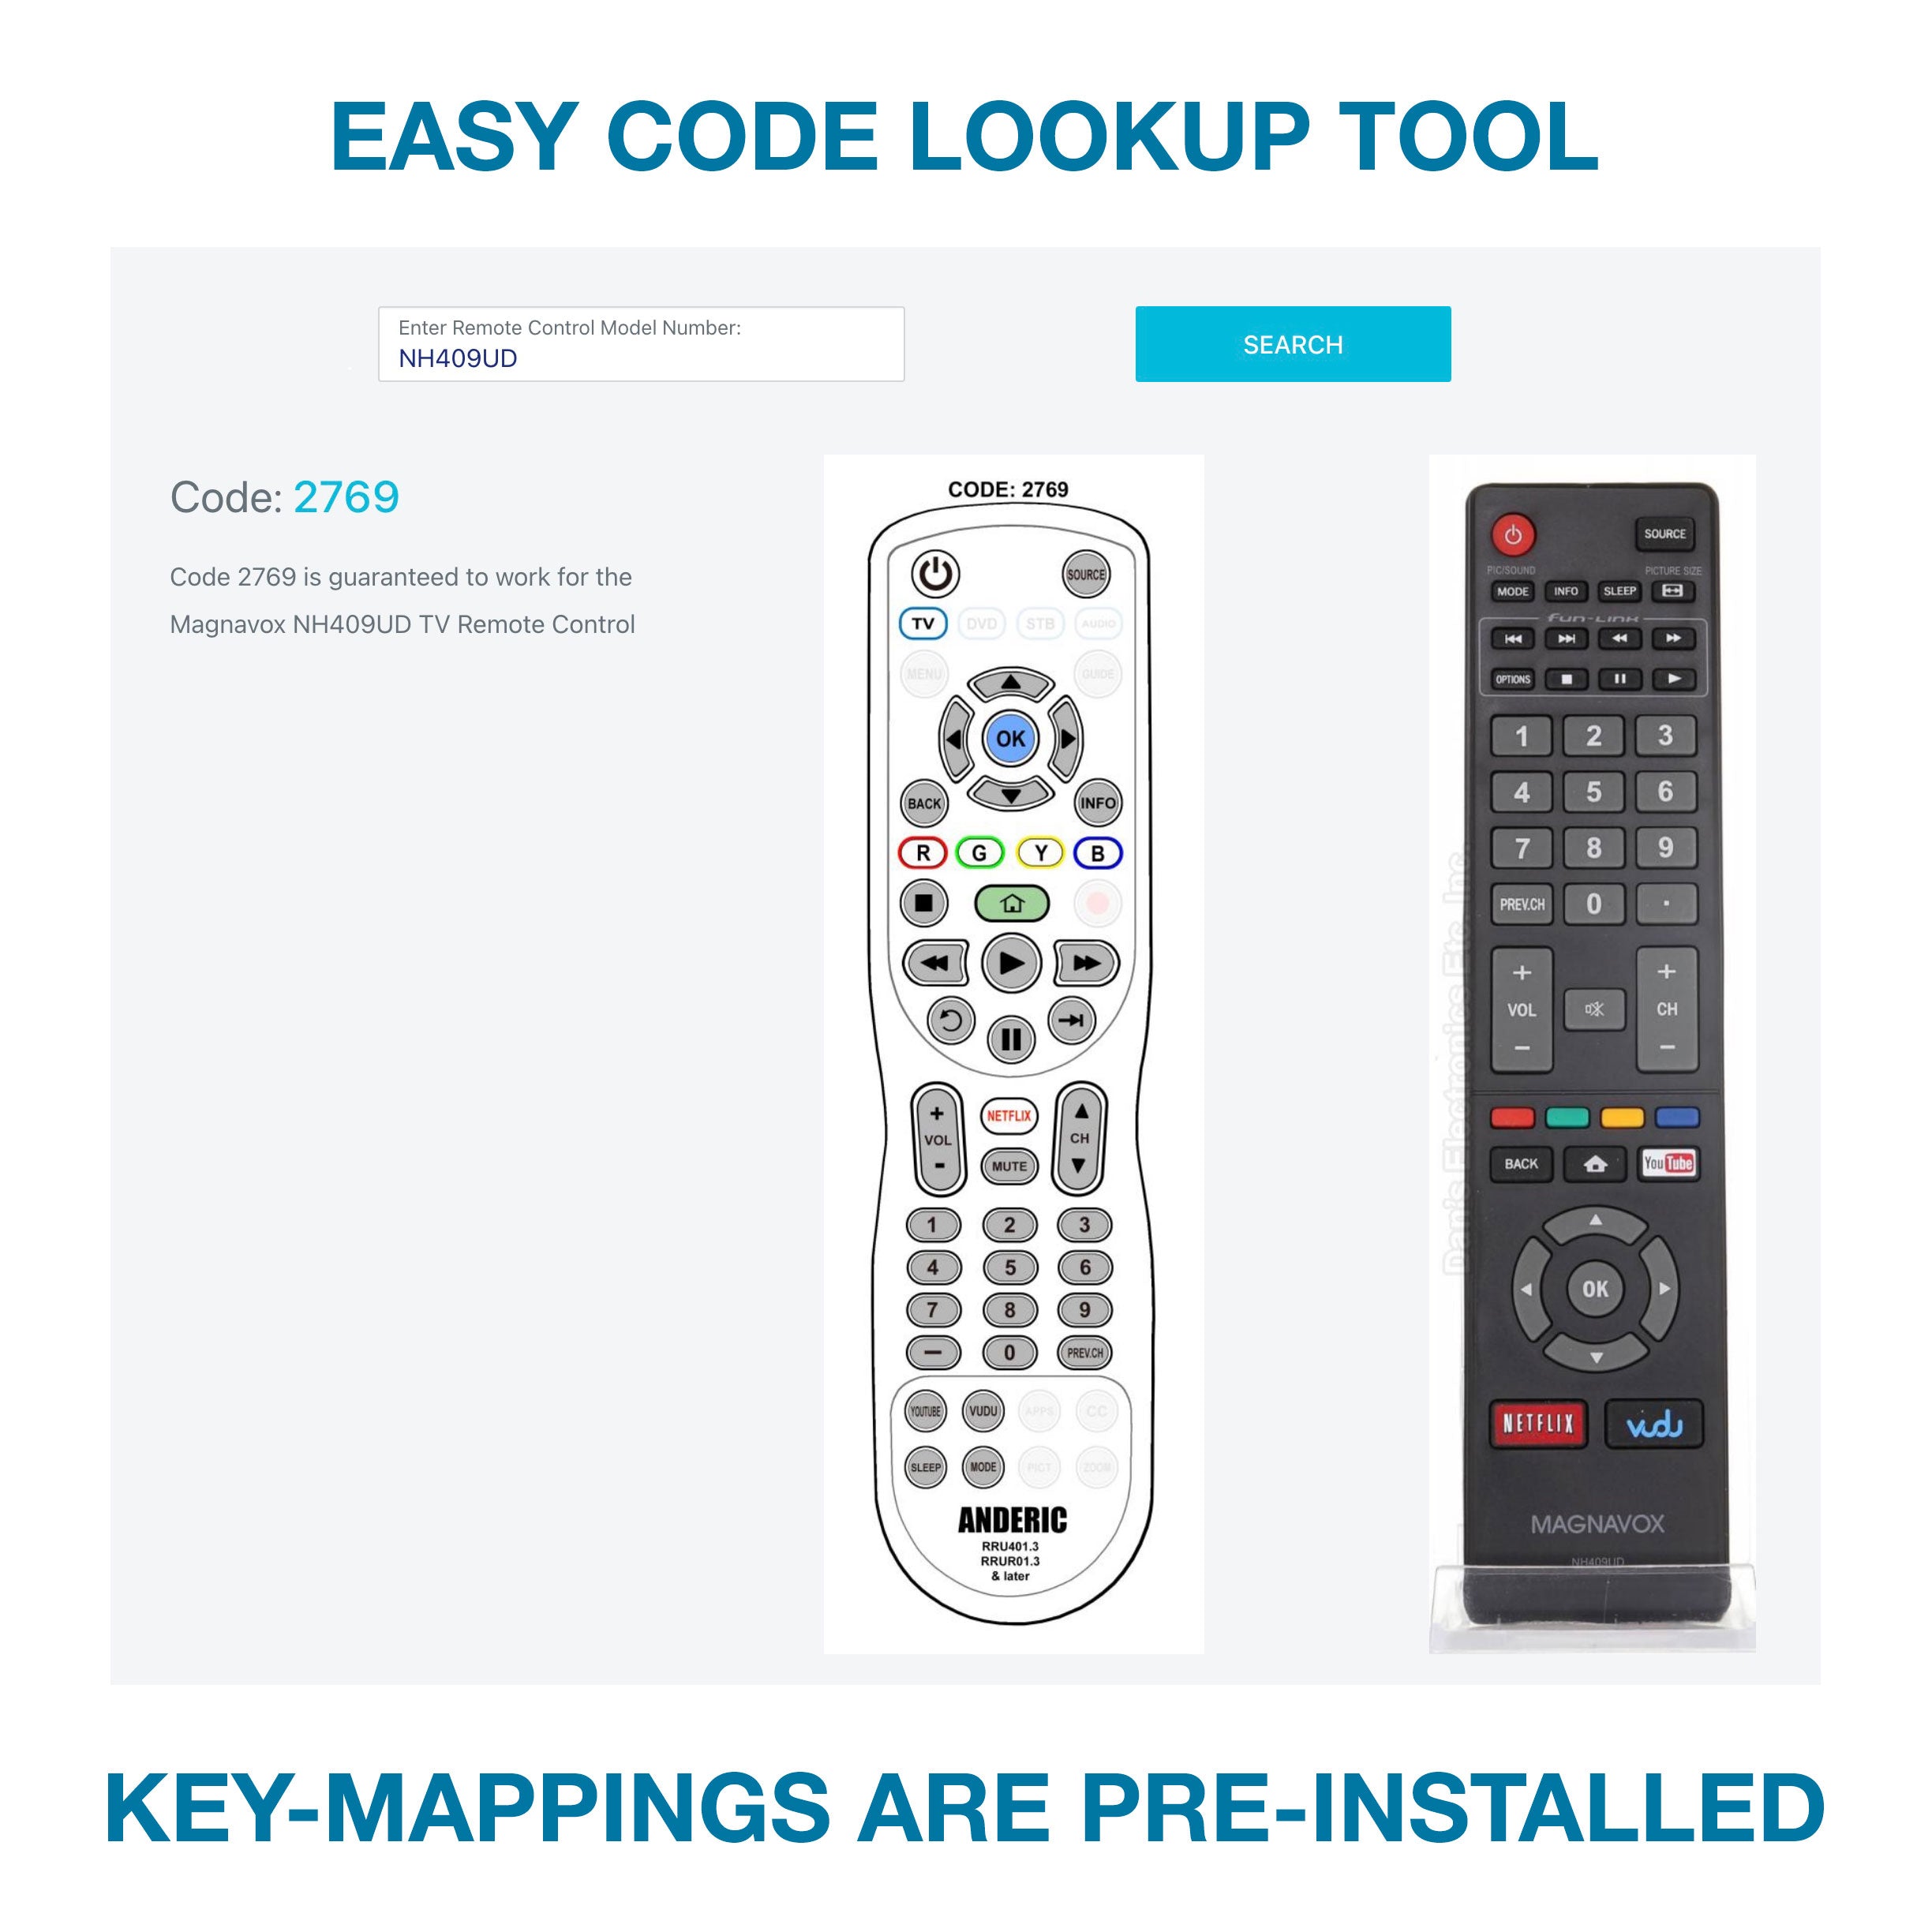 EASY CODE LOOKUP TOOL
Enter Remote Control Model Number:
NH409UD
SEARCH
Code: 2769
Code 2769 is guaranteed to work for the
Magnavox NH409UD TV Remote Control
CODE: 2769
SOURCE
TV DVD STB AUDIO
MENU GUIDE
OK
BACK INFO
R G Y B
+
VOL
-
NETFLIX
MUTE
CH
1 2 3
4 5 6
7 8 9
– 0 PREV.CH
YOUTUBE VUDU APPS CC
SLEEP MODE PICT ZOOM
ANDERIC
RRU401.3
RRUR01.3
& later
SOURCE
PIC/SOUND PICTURE SIZE
MODE INFO SLEEP
fun-Link
OPTIONS
1 2 3
4 5 6
7 8 9
PREV.CH 0 ·
+ +
VOL CH
– –
BACK YouTube
OK
NETFLIX vudu
MAGNAVOX
NH409UD
Dan's Electronics Etc, Inc.
KEY-MAPPINGS ARE PRE-INSTALLED